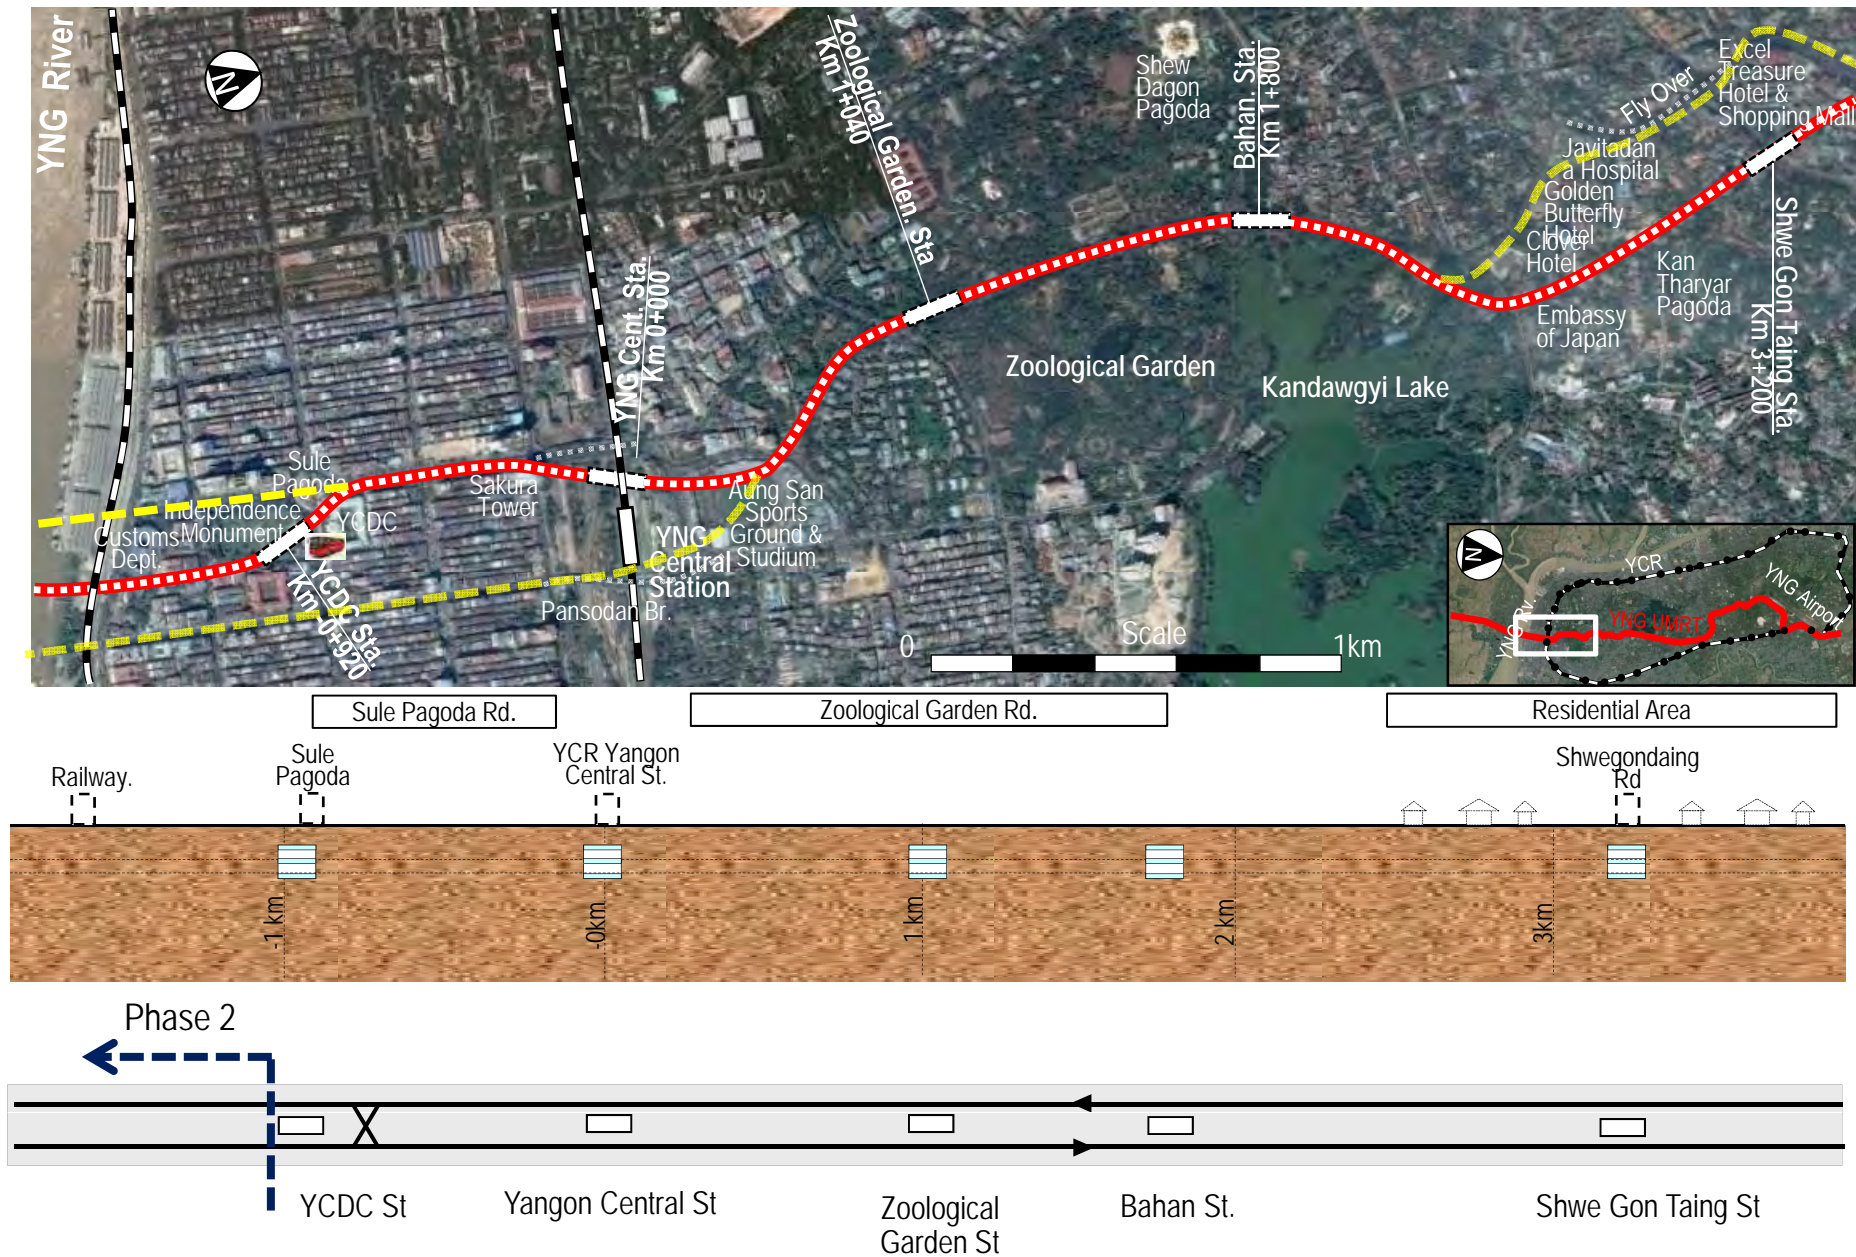 YNG River
N
Zoological Garden. Sta
Km 1+040
Shew
Dagon
Pagoda
Bahan. Sta.
Km 1+800
Fly Over
Excel
Treasure
Hotel &
Shopping Mall
Javitadan
a Hospital
Golden
Butterfly
Hotel
Clover
Hotel
Kan
Tharyar
Pagoda
Embassy
of Japan
Shwe Gon Taing Sta.
Km 3+200
YNG Cent. Sta.
Km 0+000
Zoological Garden
Kandawgyi Lake
Sule
Pagoda
Independence
Monument
Customs
Dept.
YCDC
Sakura
Tower
YCDC Sta.
Km 0+920
Aung San
Sports
Ground &
Studium
YNG
Central
Station
Pansodan Br.
Scale
0
1km
N
YCR
YNG Rv.
YNG UMRT
YNG Airport
Sule Pagoda Rd.
Zoological Garden Rd.
Residential Area
Railway.
Sule
Pagoda
YCR Yangon
Central St.
Shwegondaing
Rd
-1 km
-0km
1 km
2 km
3km
Phase 2
YCDC St
Yangon Central St
Zoological
Garden St
Bahan St.
Shwe Gon Taing St